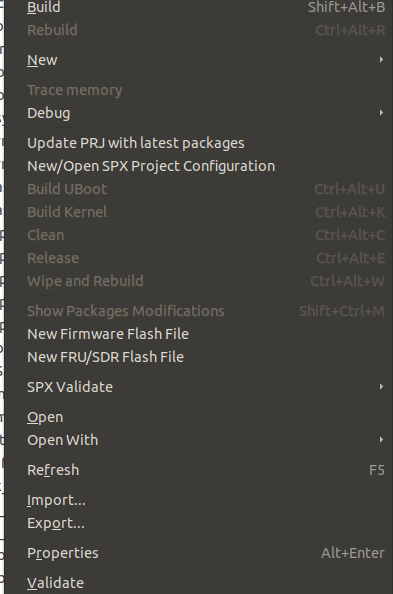 Build Shift+Alt+B
Rebuild Ctrl+Alt+R
New
Trace memory
Debug
Update PRJ with latest packages
New/Open SPX Project Configuration
Build UBoot Ctrl+Alt+U
Build Kernel Ctrl+Alt+K
Clean Ctrl+Alt+C
Release Ctrl+Alt+E
Wipe and Rebuild Ctrl+Alt+W
Show Packages Modifications Shift+Ctrl+M
New Firmware Flash File
New FRU/SDR Flash File
SPX Validate
Open
Open With
Refresh F5
Import...
Export...
Properties Alt+Enter
Validate